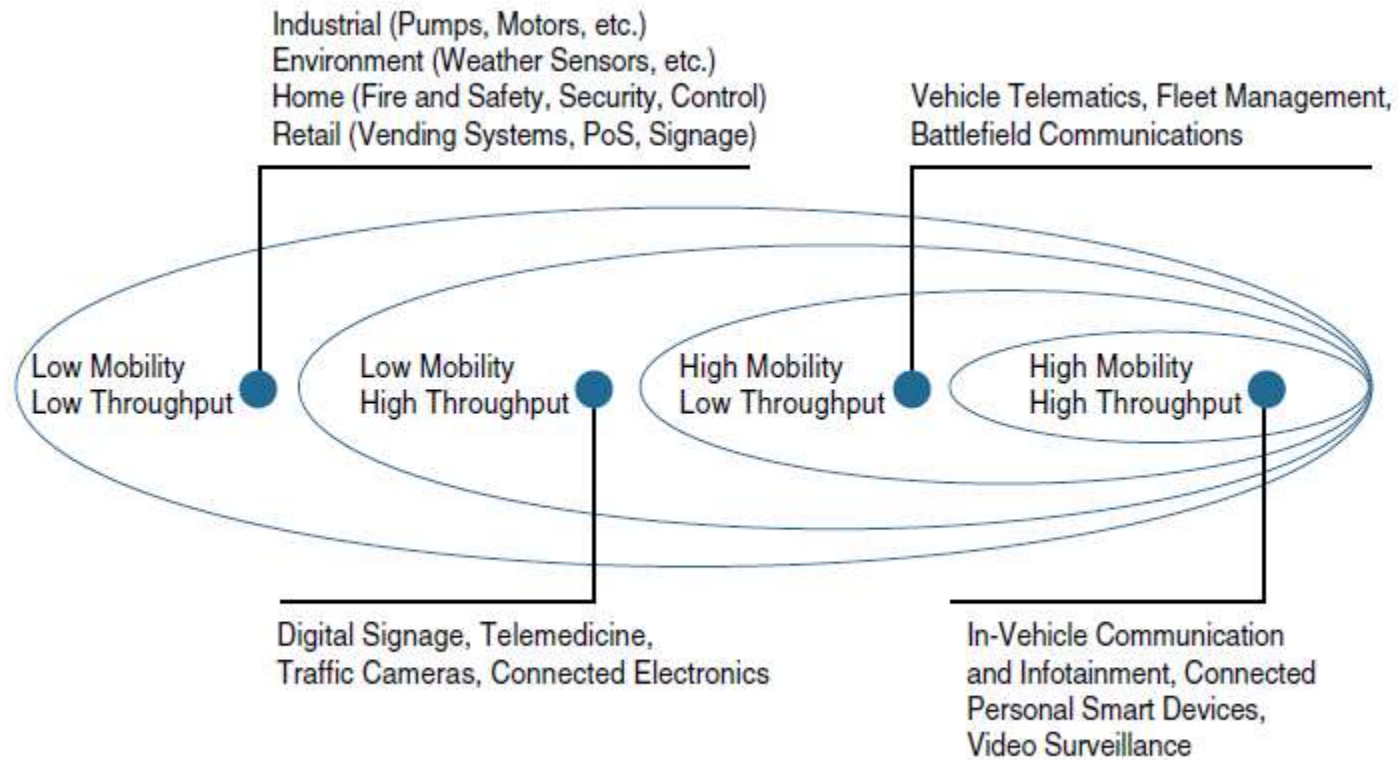 Industrial (Pumps, Motors, etc.)
Environment (Weather Sensors, etc.)
Home (Fire and Safety, Security, Control)
Retail (Vending Systems, PoS, Signage)
Vehicle Telematics, Fleet Management,
Battlefield Communications
Low Mobility
Low Throughput
Low Mobility
High Throughput
High Mobility
Low Throughput
High Mobility
High Throughput
Digital Signage, Telemedicine,
Traffic Cameras, Connected Electronics
In-Vehicle Communication
and Infotainment, Connected
Personal Smart Devices,
Video Surveillance